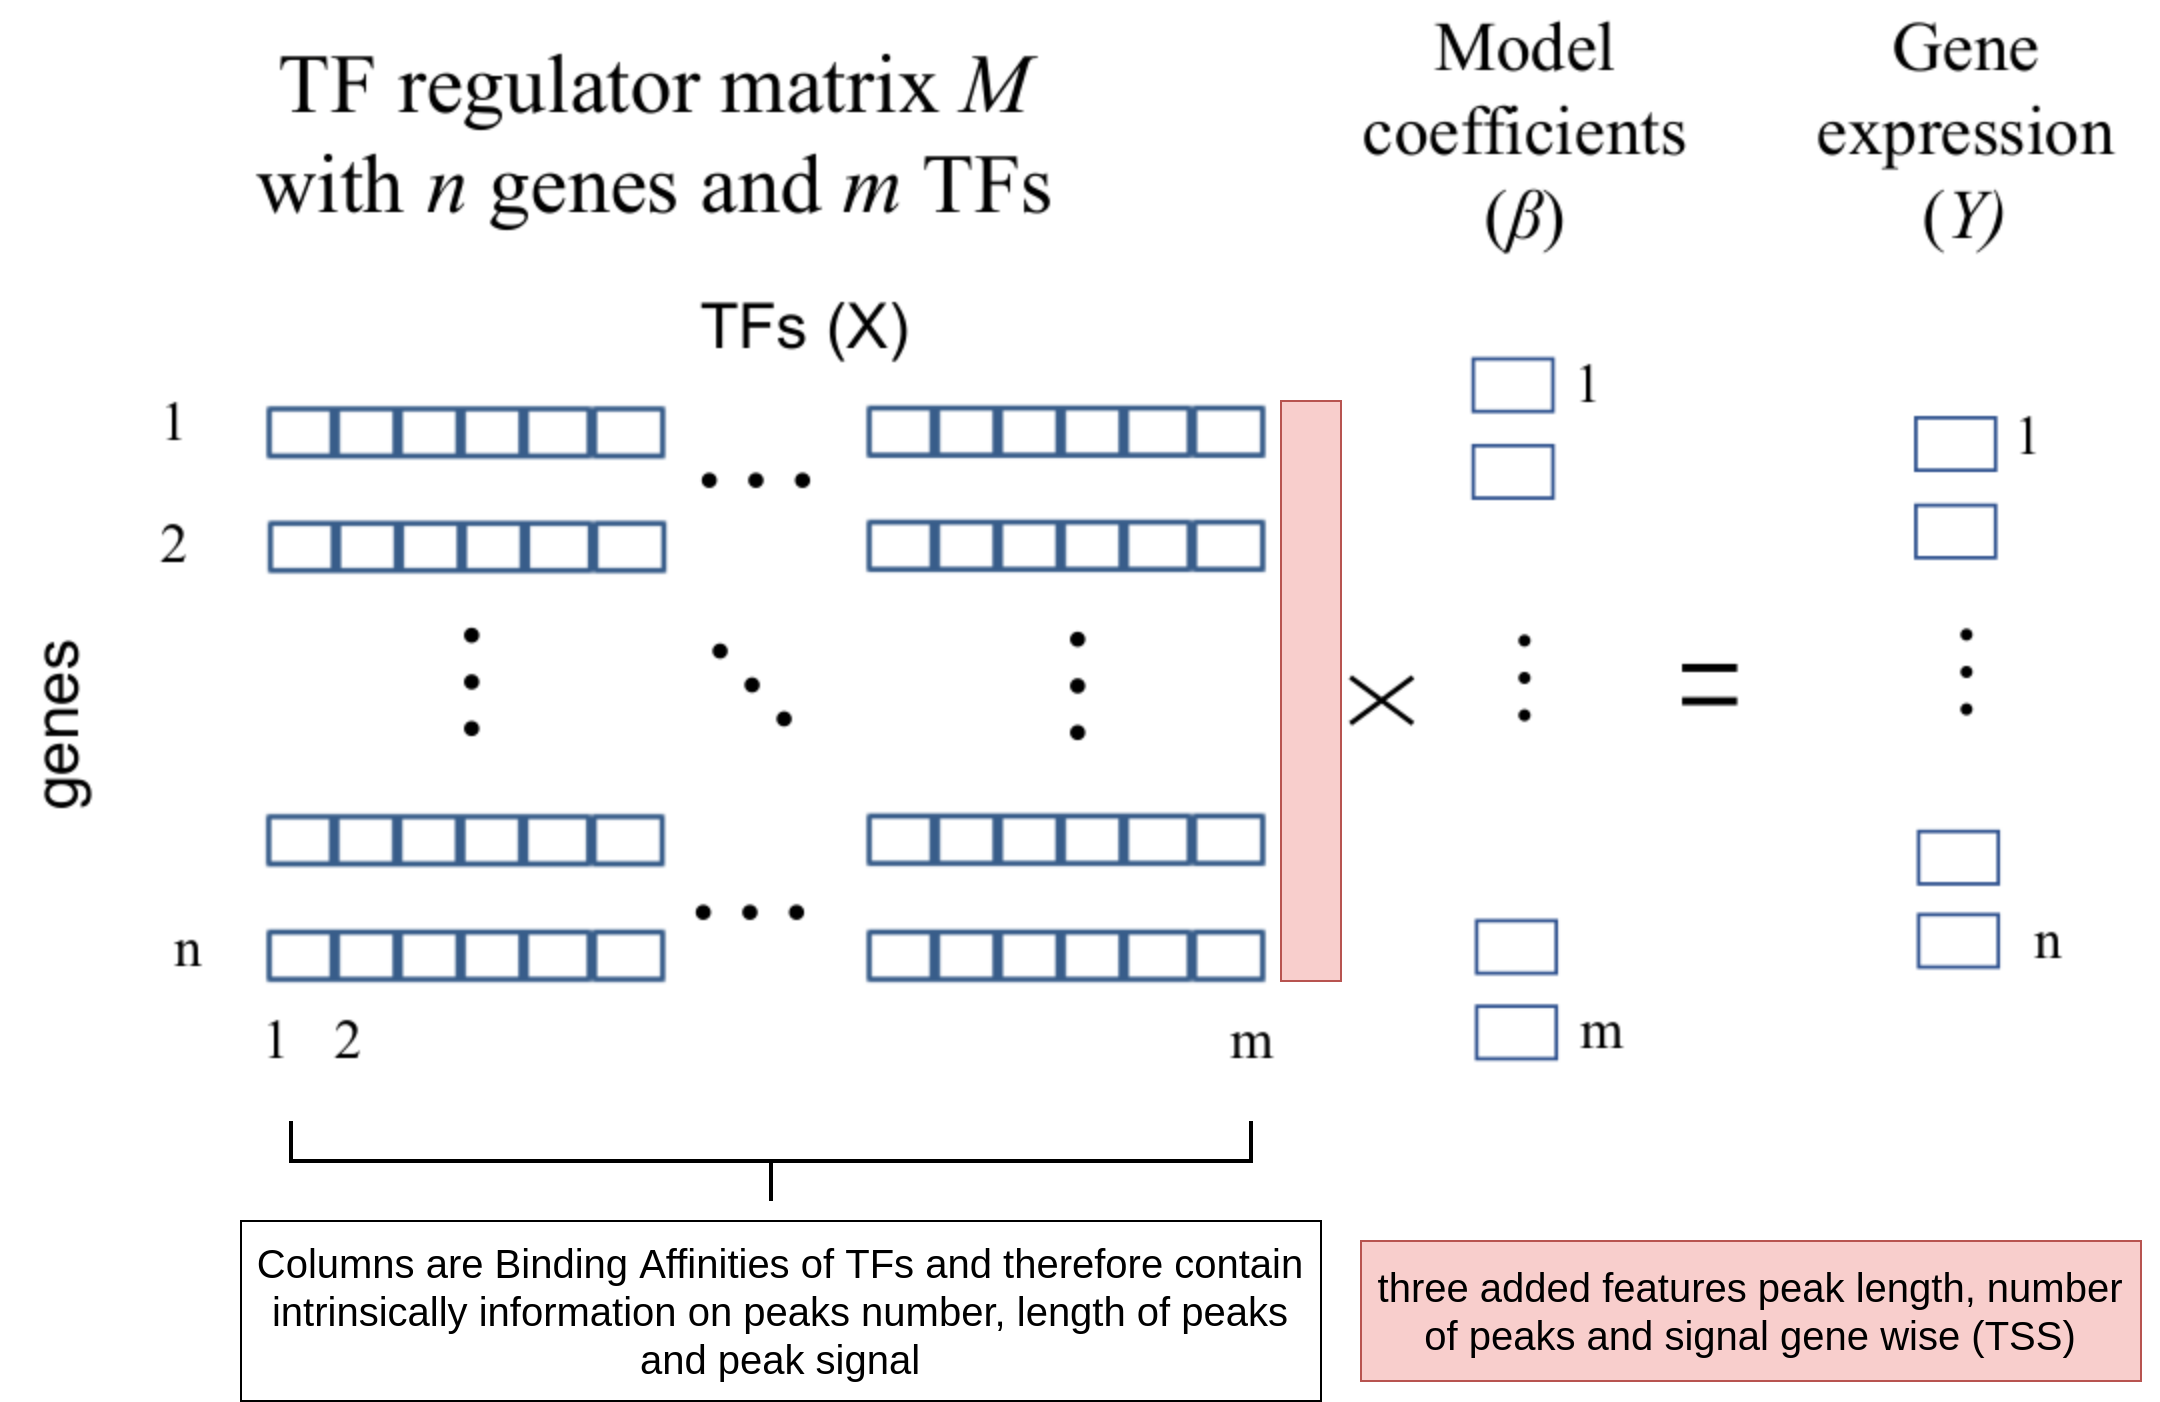 TF regulator matrix M
with n genes and m TFs
Model
coefficients
(β)
Gene
expression
(Y)
TFs (X)
genes
1
2
n
1 2 m
1
m
=
1
n
Columns are Binding Affinities of TFs and therefore contain
intrinsically information on peaks number, length of peaks
and peak signal
three added features peak length, number
of peaks and signal gene wise (TSS)